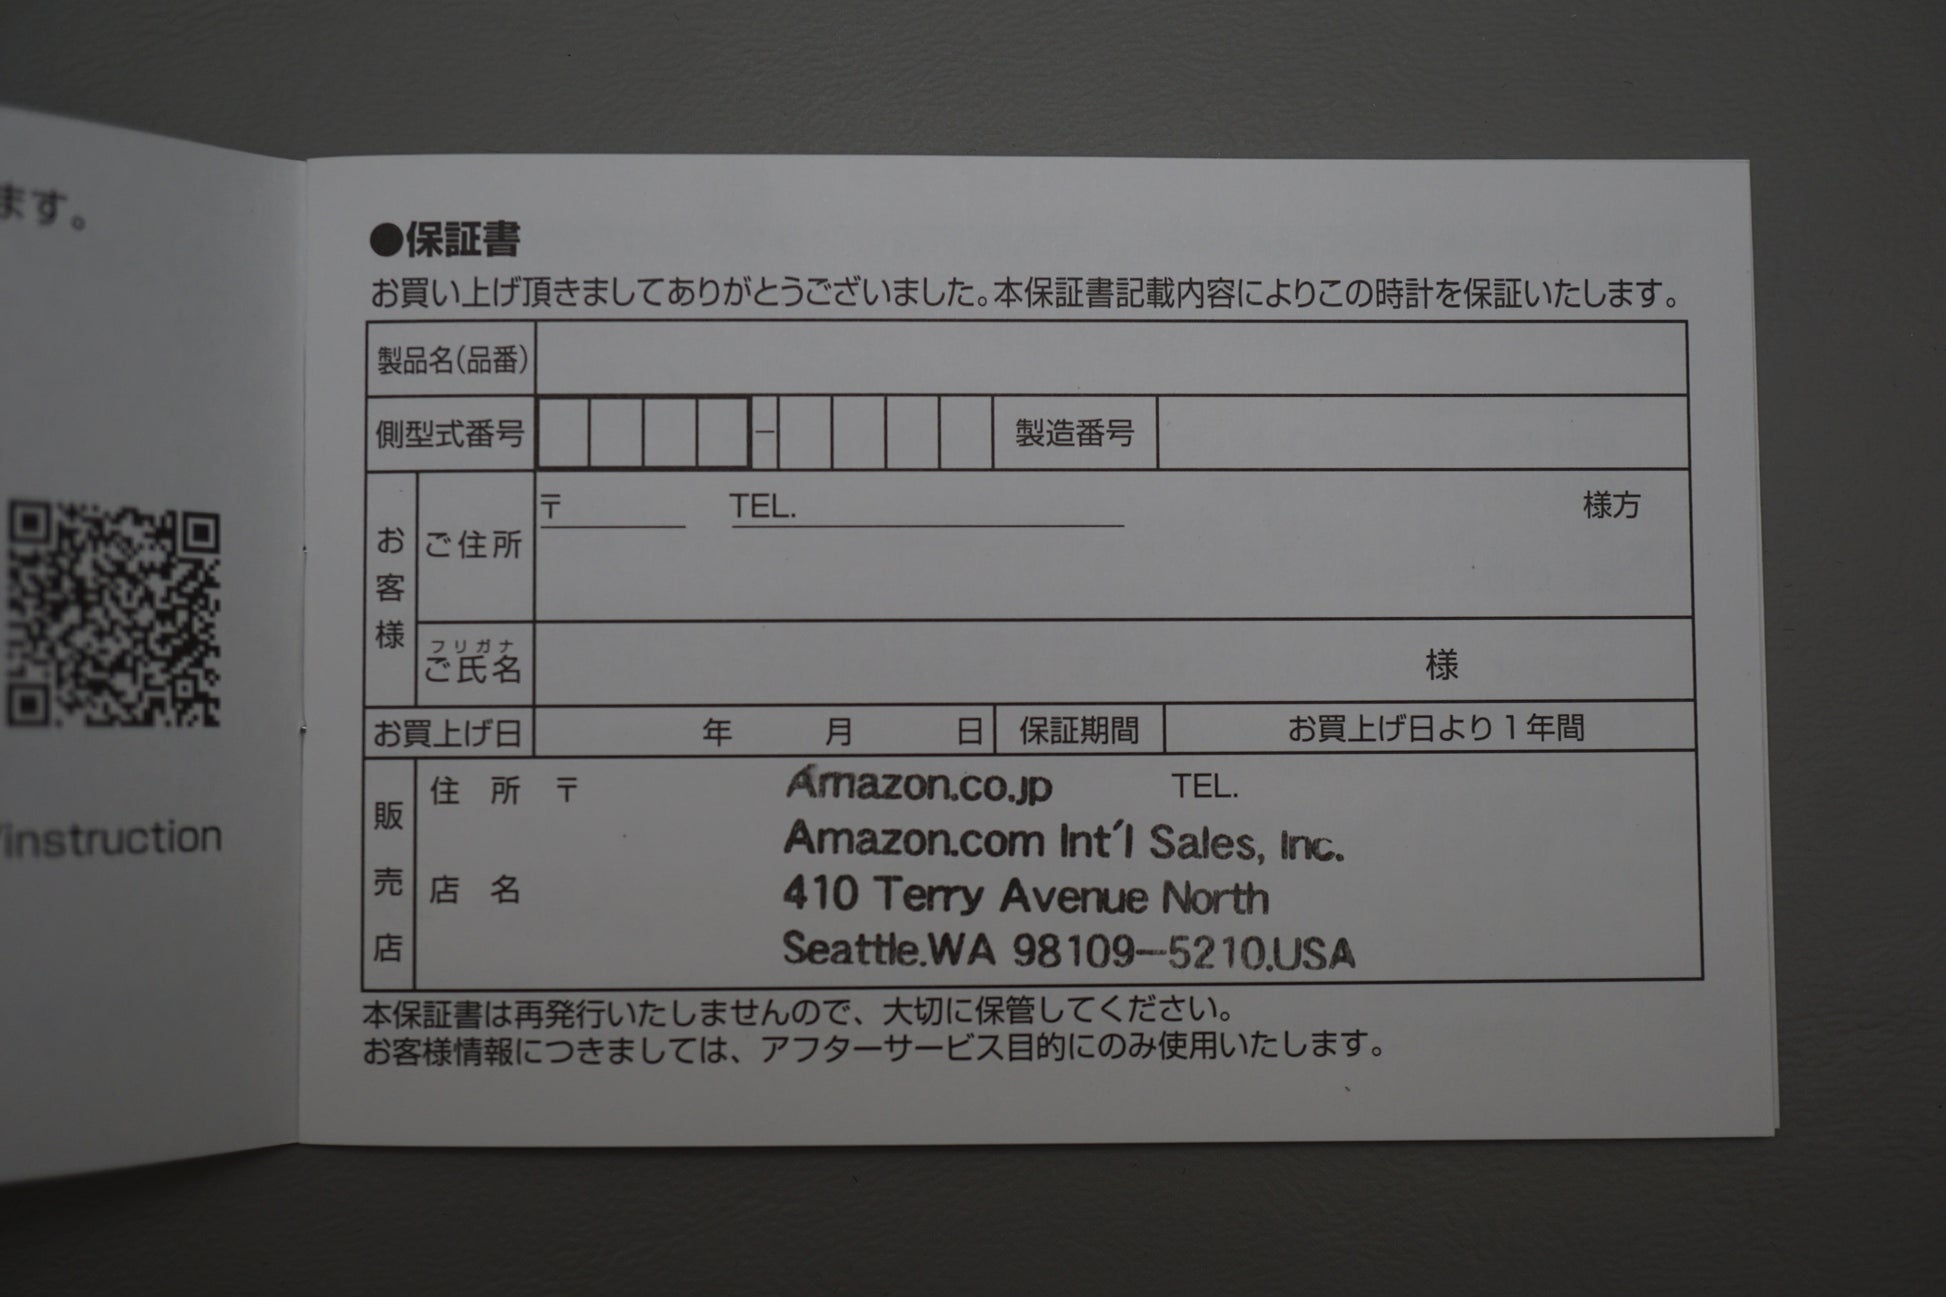 ます。
/instruction
●保証書
お買い上げ頂きましてありがとうございました。本保証書記載内容によりこの時計を保証いたします。
製品名(品番)
側型式番号 － 製造番号
お客様
ご住所 〒 TEL. 様方
フリガナ
ご氏名 様
お買上げ日 年 月 日 保証期間 お買上げ日より1年間
販売店
住所 〒 Amazon.co.jp TEL.
Amazon.com Int'l Sales, Inc.
店名 410 Terry Avenue North
Seattle.WA 98109-5210.USA
本保証書は再発行いたしませんので、大切に保管してください。
お客様情報につきましては、アフターサービス目的にのみ使用いたします。